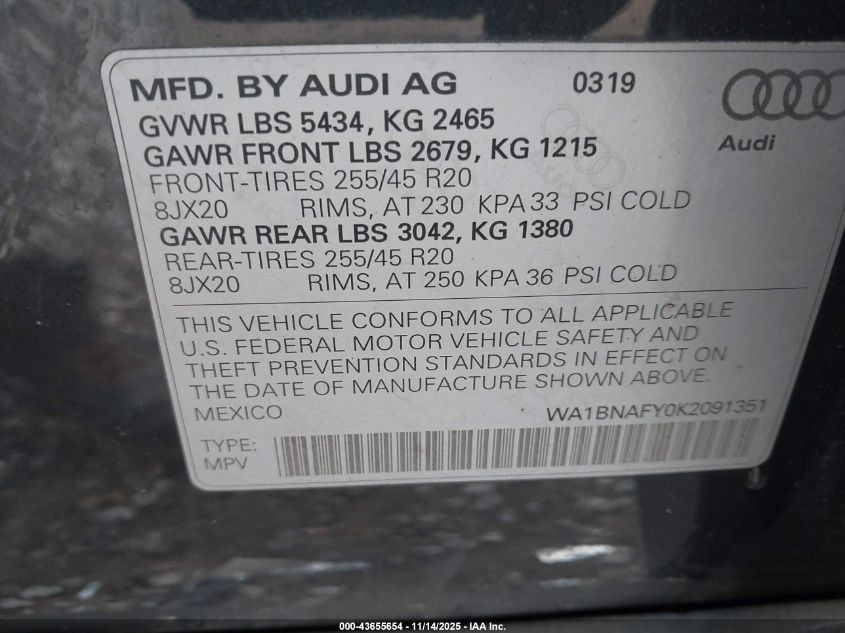 MFD. BY AUDI AG 0319
GVWR LBS 5434, KG 2465
GAWR FRONT LBS 2679, KG 1215
Audi
FRONT-TIRES 255/45 R20
8JX20 RIMS, AT 230 KPA 33 PSI COLD
GAWR REAR LBS 3042, KG 1380
REAR-TIRES 255/45 R20
8JX20 RIMS, AT 250 KPA 36 PSI COLD
THIS VEHICLE CONFORMS TO ALL APPLICABLE
U.S. FEDERAL MOTOR VEHICLE SAFETY AND
THEFT PREVENTION STANDARDS IN EFFECT ON
THE DATE OF MANUFACTURE SHOWN ABOVE.
MEXICO WA1BNAFY0K2091351
TYPE:
MPV
000-43655654 - 11/14/2025 - IAA Inc.